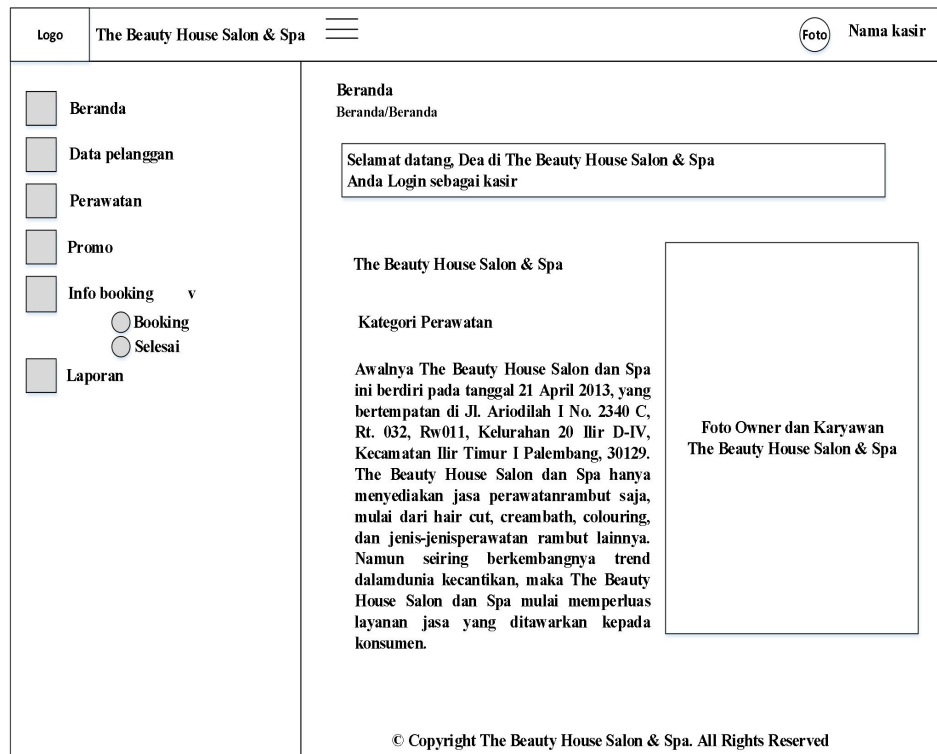 Logo
The Beauty House Salon & Spa
Foto
Nama kasir
Beranda
Data pelanggan
Perawatan
Promo
Info booking v
Booking
Selesai
Laporan
Beranda
Beranda/Beranda
Selamat datang, Dea di The Beauty House Salon & Spa
Anda Login sebagai kasir
The Beauty House Salon & Spa
Kategori Perawatan
Awalnya The Beauty House Salon dan Spa
ini berdiri pada tanggal 21 April 2013, yang
bertempatan di Jl. Ariodilah I No. 2340 C,
Rt. 032, Rw011, Kelurahan 20 Ilir D-IV,
Kecamatan Ilir Timur I Palembang, 30129.
The Beauty House Salon dan Spa hanya
menyediakan jasa perawatanrambut saja,
mulai dari hair cut, creambath, colouring,
dan jenis-jenisperawatan rambut lainnya.
Namun seiring berkembangnya trend
dalamdunia kecantikan, maka The Beauty
House Salon dan Spa mulai memperluas
layanan jasa yang ditawarkan kepada
konsumen.
Foto Owner dan Karyawan
The Beauty House Salon & Spa
© Copyright The Beauty House Salon & Spa. All Rights Reserved